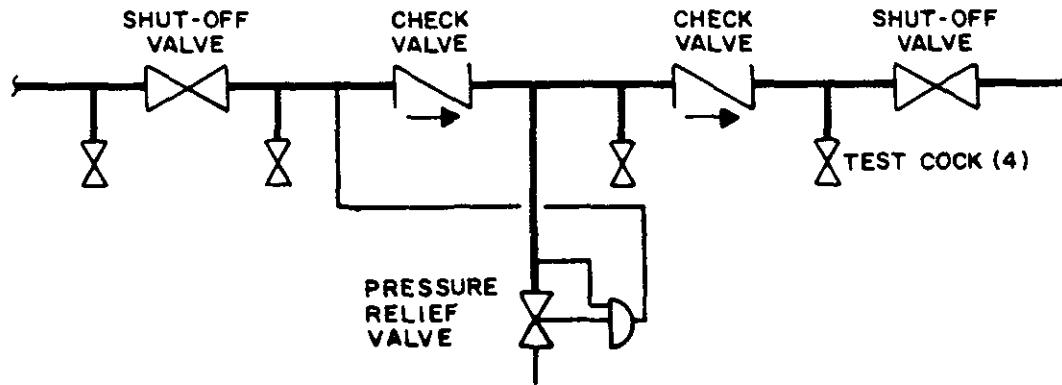 SHUT-OFF
VALVE
CHECK
VALVE
CHECK
VALVE
SHUT-OFF
VALVE
TEST COCK (4)
PRESSURE
RELIEF
VALVE